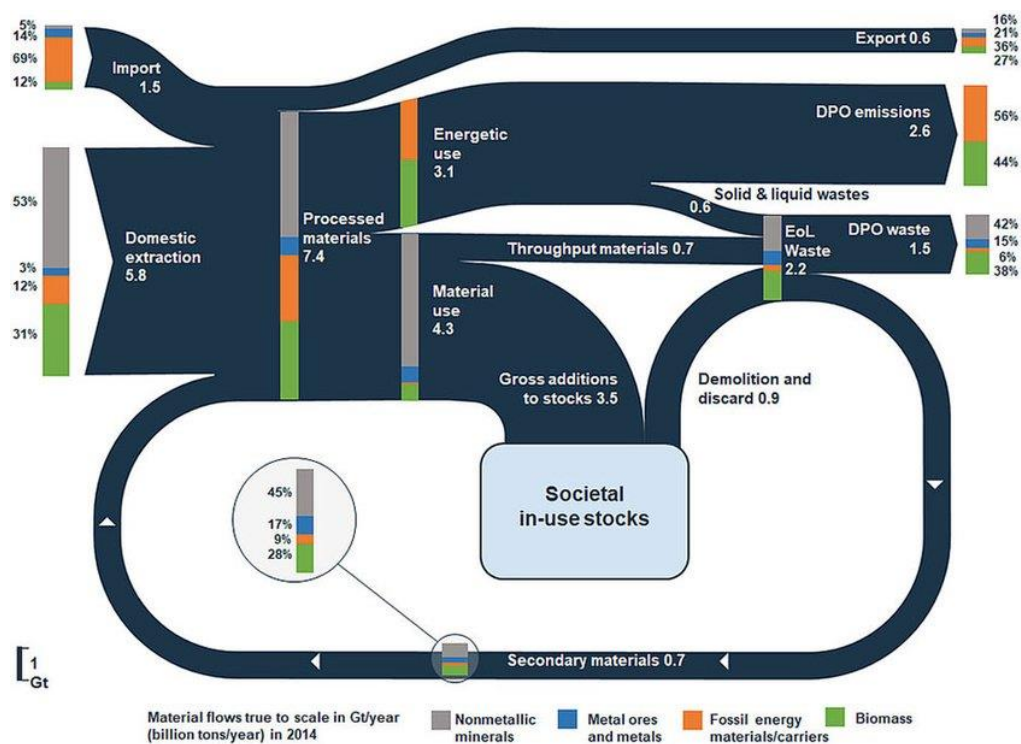 5%
14%
69%
12%
Import
1.5
Export 0.6
16%
21%
36%
27%
53%
3%
12%
31%
Domestic
extraction
5.8
Processed
materials
7.4
Energetic
use
3.1
DPO emissions
2.6
56%
44%
Solid & liquid wastes
0.6
Throughput materials 0.7
EoL
Waste
2.2
DPO waste
1.5
42%
15%
6%
38%
Material
use
4.3
Gross additions
to stocks 3.5
Demolition and
discard 0.9
Societal
in-use stocks
45%
17%
9%
28%
Secondary materials 0.7
1
Gt
Material flows true to scale in Gt/year
(billion tons/year) in 2014
Nonmetallic
minerals
Metal ores
and metals
Fossil energy
materials/carriers
Biomass